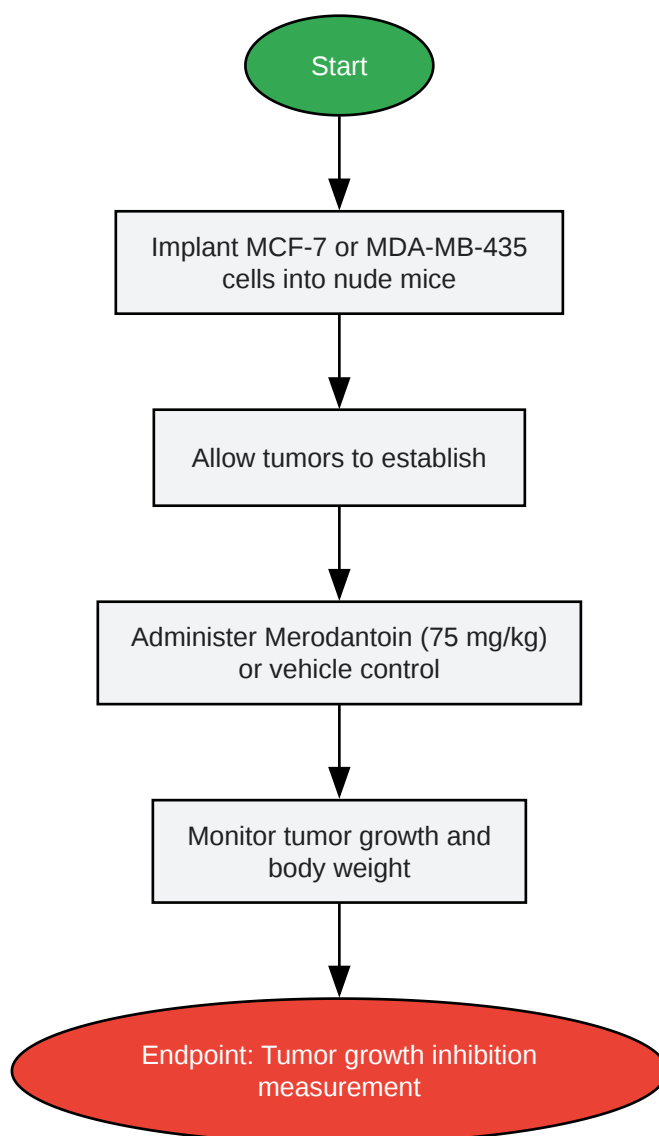 Start
Implant MCF-7 or MDA-MB-435
cells into nude mice
Allow tumors to establish
Administer Merodantoin (75 mg/kg)
or vehicle control
Monitor tumor growth and
body weight
Endpoint: Tumor growth inhibition
measurement